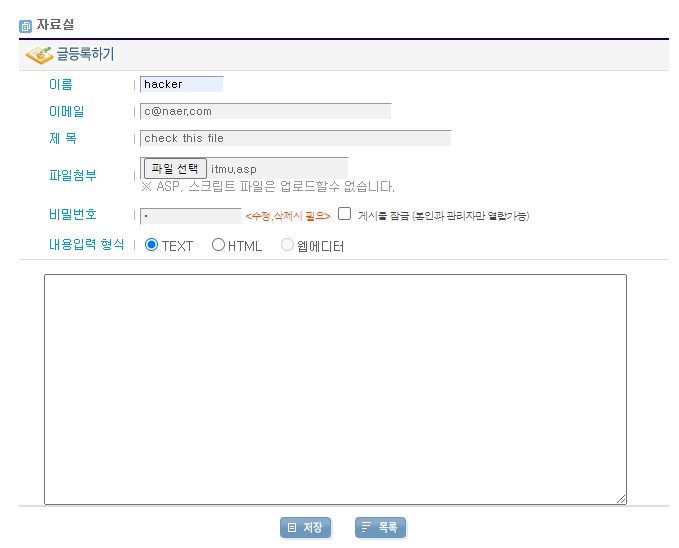 자료실
글등록하기
이름 | hacker
이메일 | c@naer.com
제 목 | check this file
파일첨부 | 파일 선택 itmu.asp
※ ASP, 스크립트 파일은 업로드할수 없습니다.
비밀번호 | • <수정,삭제시 필요> 게시물 잠금 (본인과 관리자만 열람가능)
내용입력 형식 | TEXT HTML 웹에디터
저장 목록